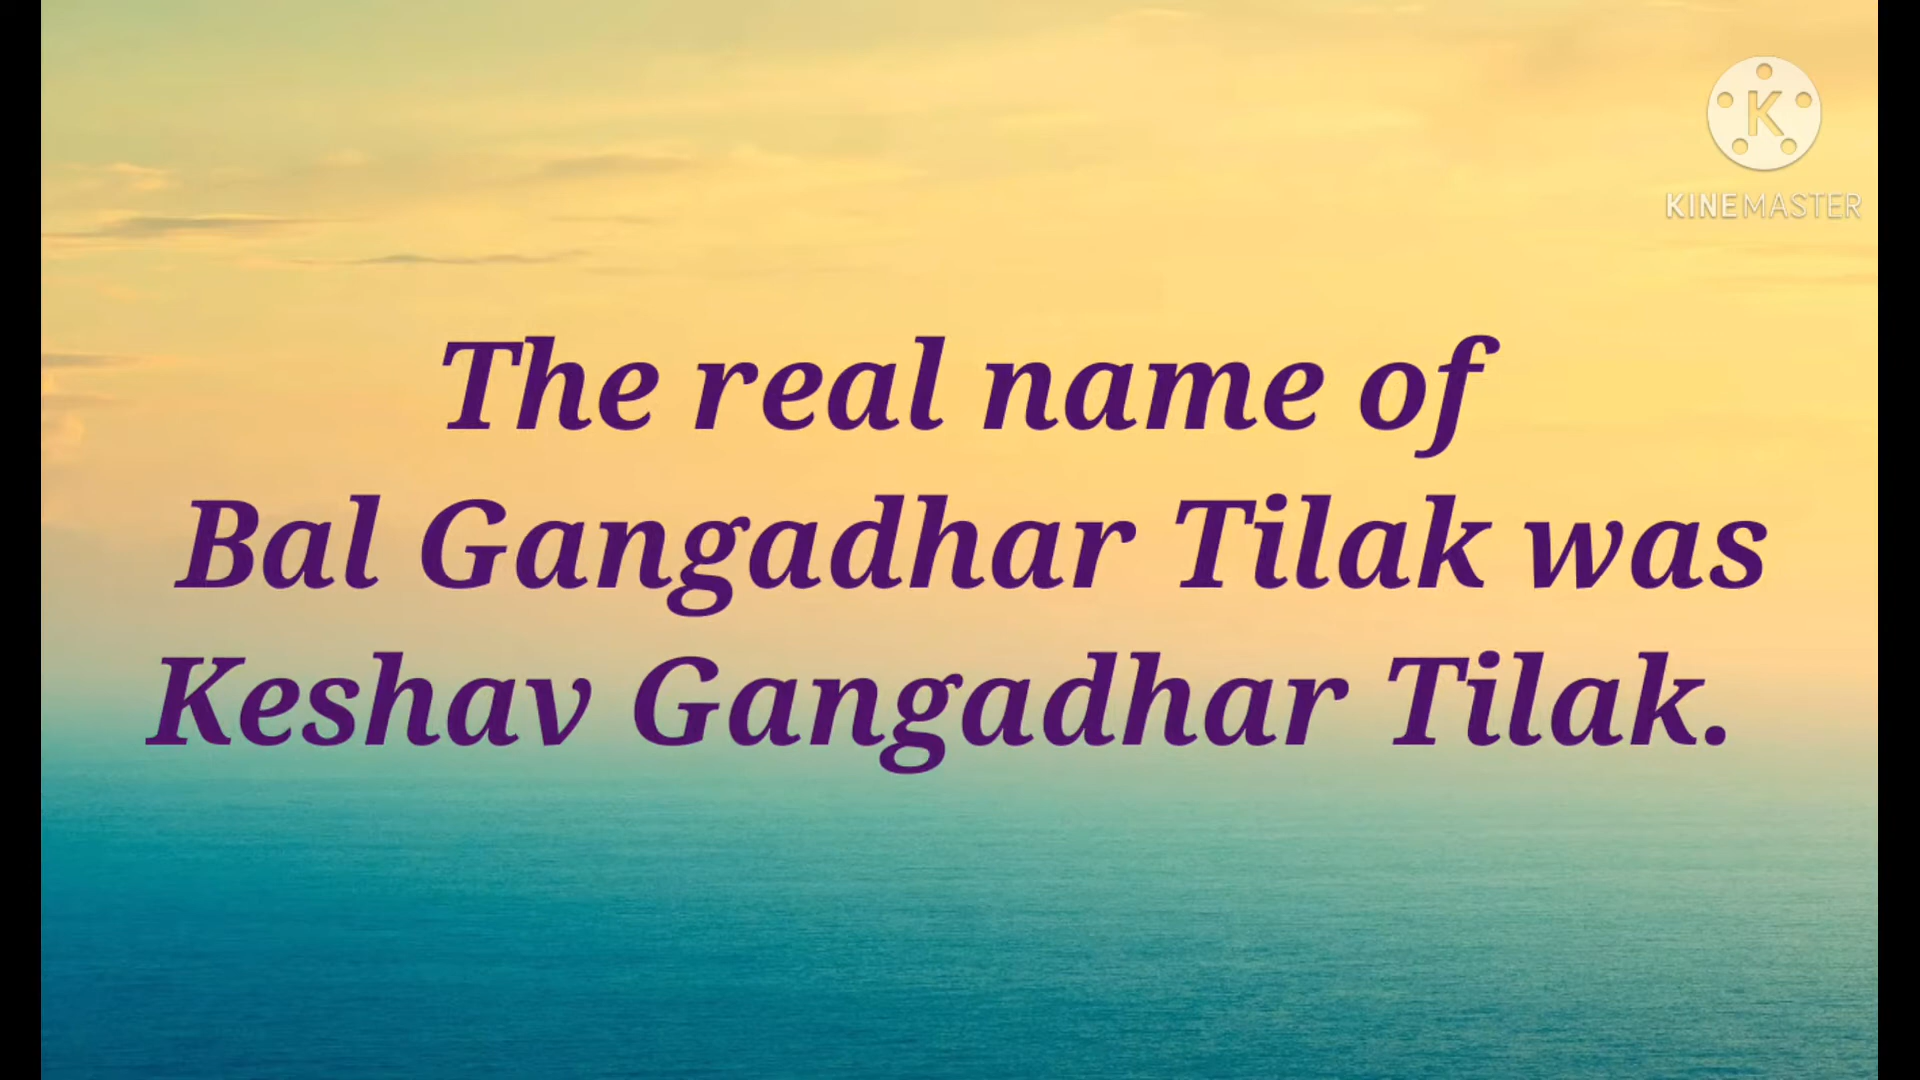 K
KINEMASTER
The real name of
Bal Gangadhar Tilak was
Keshav Gangadhar Tilak.